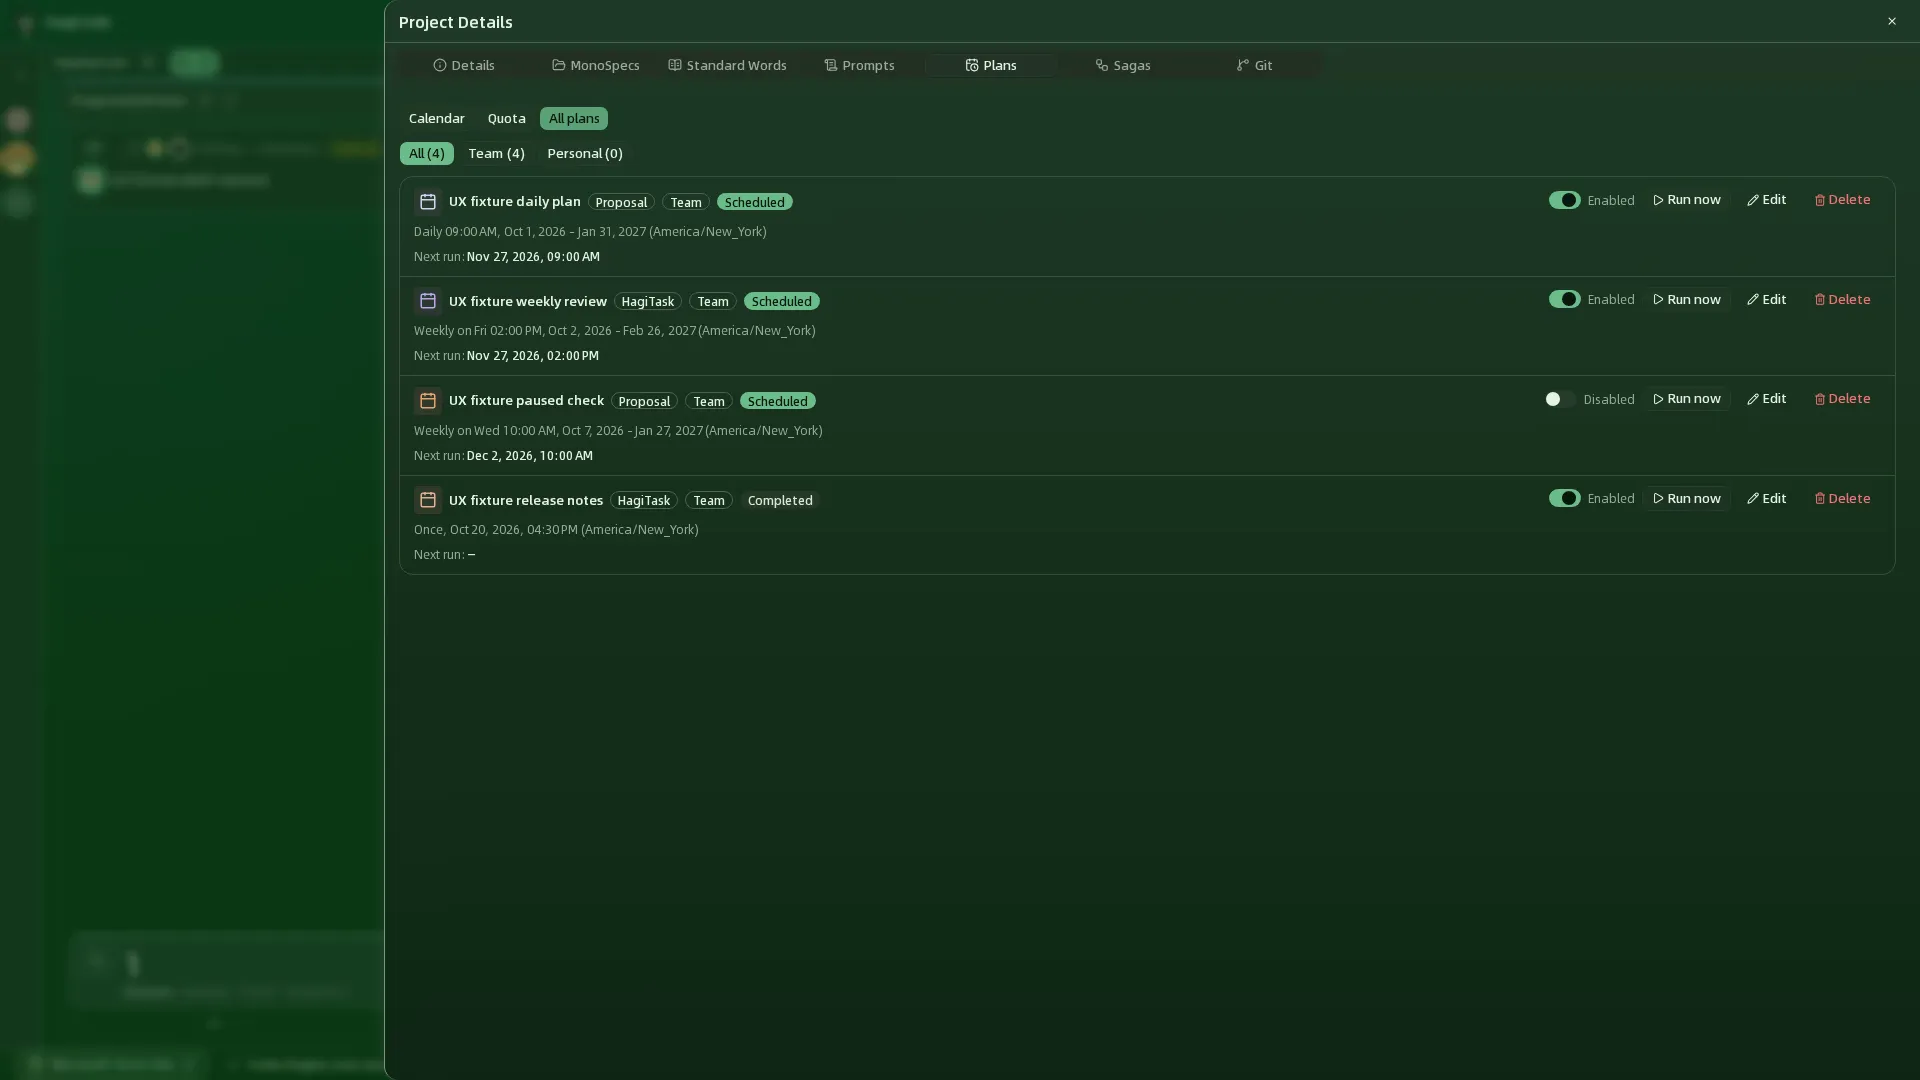 Project Details
Details MonoSpecs Standard Words Prompts Plans Sagas Git
Calendar Quota All plans
All (4) Team (4) Personal (0)
UX fixture daily plan Proposal Team Scheduled Enabled Run now Edit Delete
Daily 09:00 AM, Oct 1, 2026 – Jan 31, 2027 (America/New_York)
Next run: Nov 27, 2026, 09:00 AM
UX fixture weekly review HagiTask Team Scheduled Enabled Run now Edit Delete
Weekly on Fri 02:00 PM, Oct 2, 2026 – Feb 26, 2027 (America/New_York)
Next run: Nov 27, 2026, 02:00 PM
UX fixture paused check Proposal Team Scheduled Disabled Run now Edit Delete
Weekly on Wed 10:00 AM, Oct 7, 2026 – Jan 27, 2027 (America/New_York)
Next run: Dec 2, 2026, 10:00 AM
UX fixture release notes HagiTask Team Completed Enabled Run now Edit Delete
Once, Oct 20, 2026, 04:30 PM (America/New_York)
Next run: —